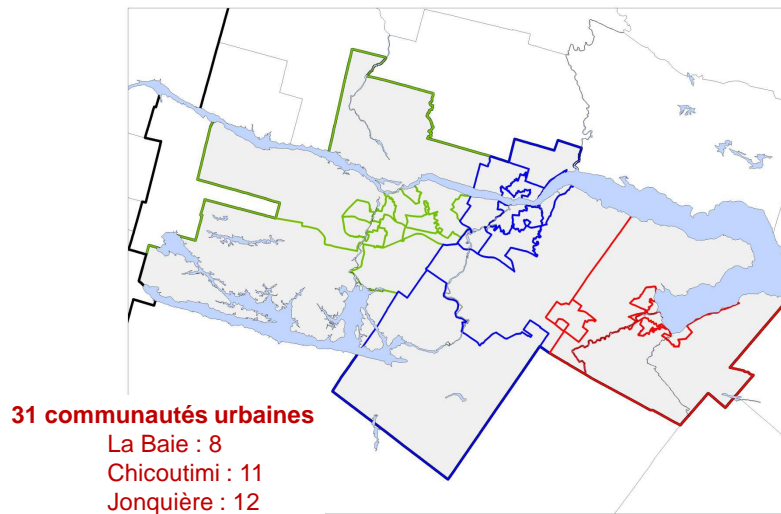 31 communautés urbaines
La Baie : 8
Chicoutimi : 11
Jonquière : 12